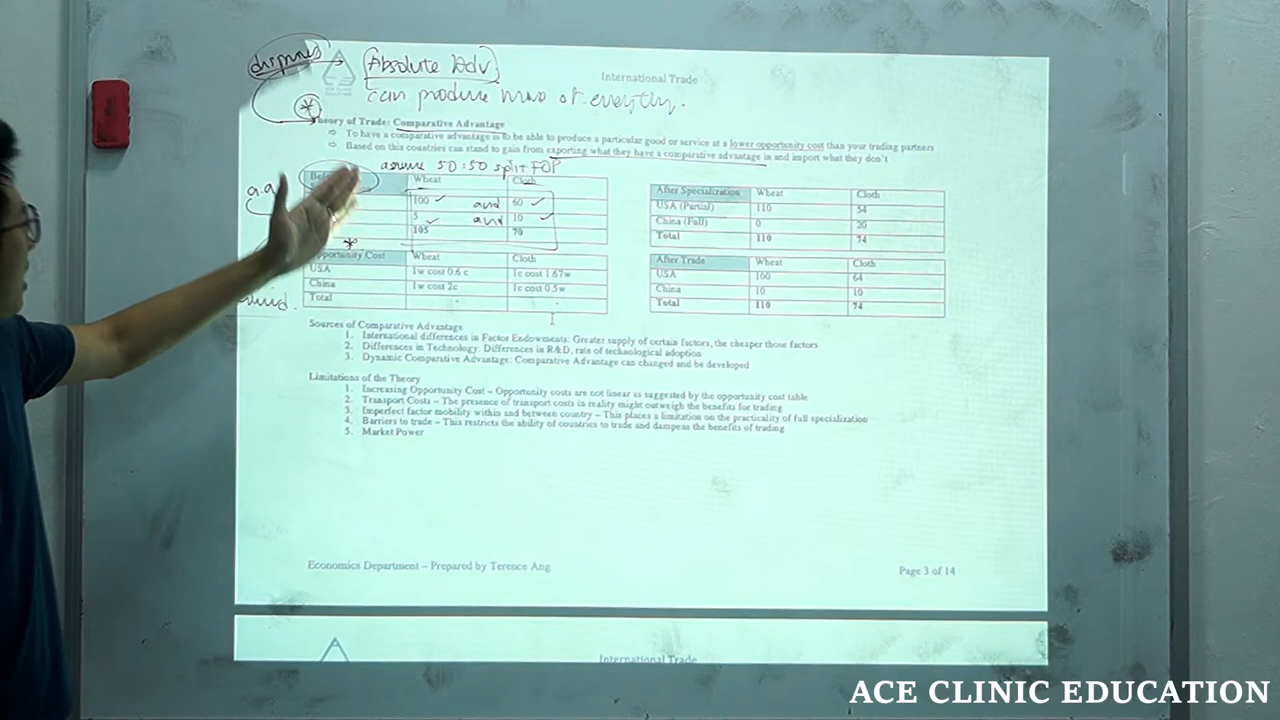 Absolute Adv
International Trade
can produce more of
Theory of Trade: Comparative Advantage
⇨ To have a comparative advantage is to be able to produce a particular good or service at a lower opportunity cost than your trading partners
⇨ Based on this countries can stand to gain from exporting what they have a comparative advantage in and import what they don't
assume 50:50 split FOP
Wheat Cloth
100 and 60
5 and 10
105 70
Opportunity Cost Wheat Cloth
USA 1w cost 0.6 c 1c cost 1.67w
China 1w cost 2c 1c cost 0.5w
Total
After Specialization Wheat Cloth
USA (Partial) 110 54
China (Full) 0 20
Total 110 74
After Trade Wheat Cloth
USA 100 64
China 10 10
Total 110 74
Sources of Comparative Advantage
1. International differences in Factor Endowments: Greater supply of certain factors, the cheaper those factors
2. Differences in Technology: Differences in R&D, rate of technological adoption
3. Dynamic Comparative Advantage: Comparative Advantage can changed and be developed
Limitations of the Theory
1. Increasing Opportunity Cost – Opportunity costs are not linear as suggested by the opportunity cost table
2. Transport Costs – The presence of transport costs in reality might outweigh the benefits for trading
3. Imperfect factor mobility within and between country – This places a limitation on the practicality of full specialization
4. Barriers to trade – This restricts the ability of countries to trade and dampens the benefits of trading
5. Market Power
Economics Department – Prepared by Terence Ang
Page 3 of 14
International Trade
ACE CLINIC EDUCATION